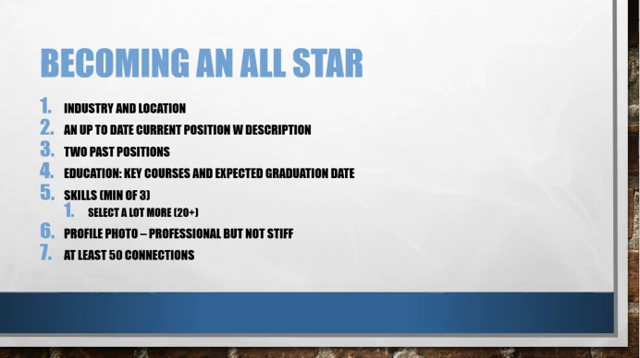 BECOMING AN ALL STAR
1. INDUSTRY AND LOCATION
2. AN UP TO DATE CURRENT POSITION W DESCRIPTION
3. TWO PAST POSITIONS
4. EDUCATION: KEY COURSES AND EXPECTED GRADUATION DATE
5. SKILLS (MIN OF 3)
1. SELECT A LOT MORE (20+)
6. PROFILE PHOTO – PROFESSIONAL BUT NOT STIFF
7. AT LEAST 50 CONNECTIONS